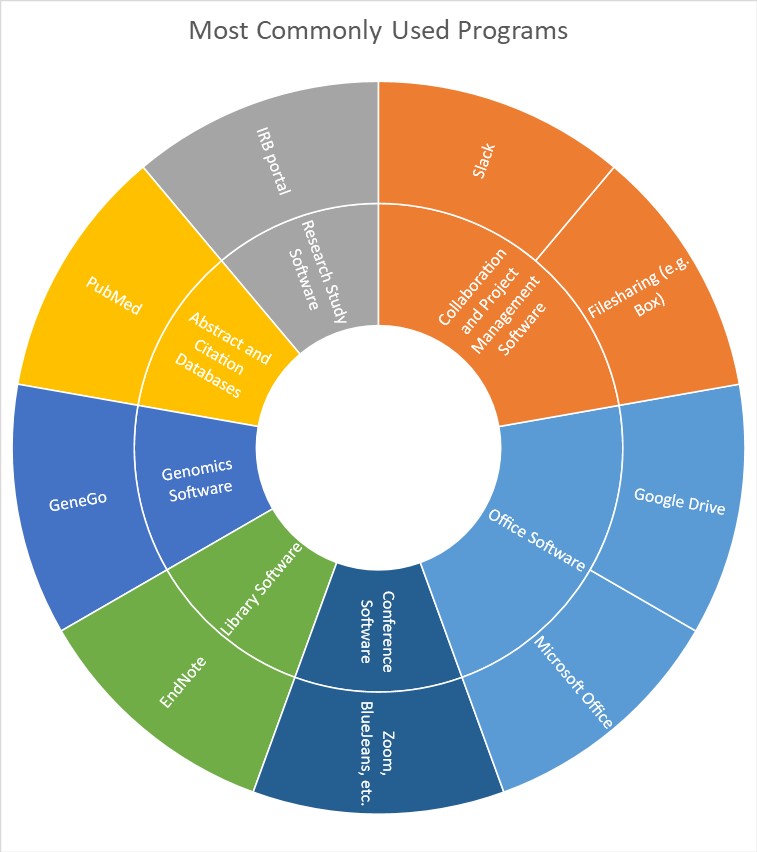 Most Commonly Used Programs
Slack
Filesharing (e.g.
Box)
Collaboration
and Project
Management
Software
Google Drive
Microsoft Office
Office Software
Zoom,
BlueJeans, etc.
Conference
Software
EndNote
Library Software
GeneGo
Genomics
Software
PubMed
Abstract and
Citation
Databases
IRB portal
Research Study
Software